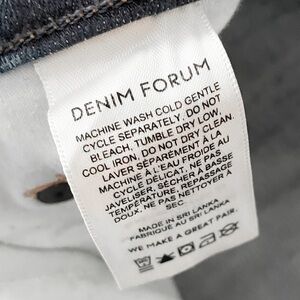 DENIM FORUM
MACHINE WASH COLD GENTLE
CYCLE SEPARATELY, DO NOT
BLEACH, TUMBLE DRY LOW,
COOL IRON, DO NOT DRY CLEAN.
LAVER SÉPARÉMENT À LA
MACHINE À L'EAU FROIDE AU
CYCLE DÉLICAT, NE PAS
JAVELISER, SÉCHER À BASSE
TEMPÉRATURE, REPASSAGE
DOUX, NE PAS NETTOYER À
SEC.
MADE IN SRI LANKA
FABRIQUÉ AU SRI LANKA
WE MAKE A GREAT PAIR.